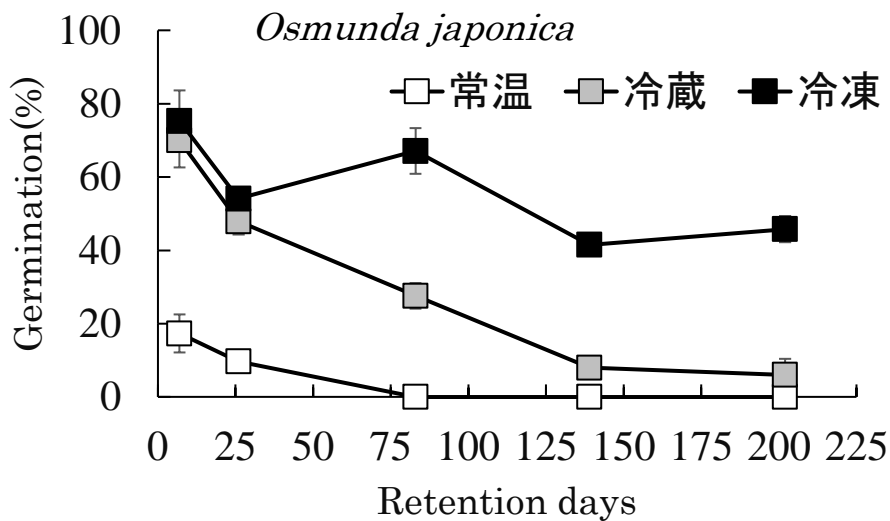 Osmunda japonica
常温 冷蔵 冷凍
Germination(%)
100
80
60
40
20
0
0 25 50 75 100 125 150 175 200 225
Retention days